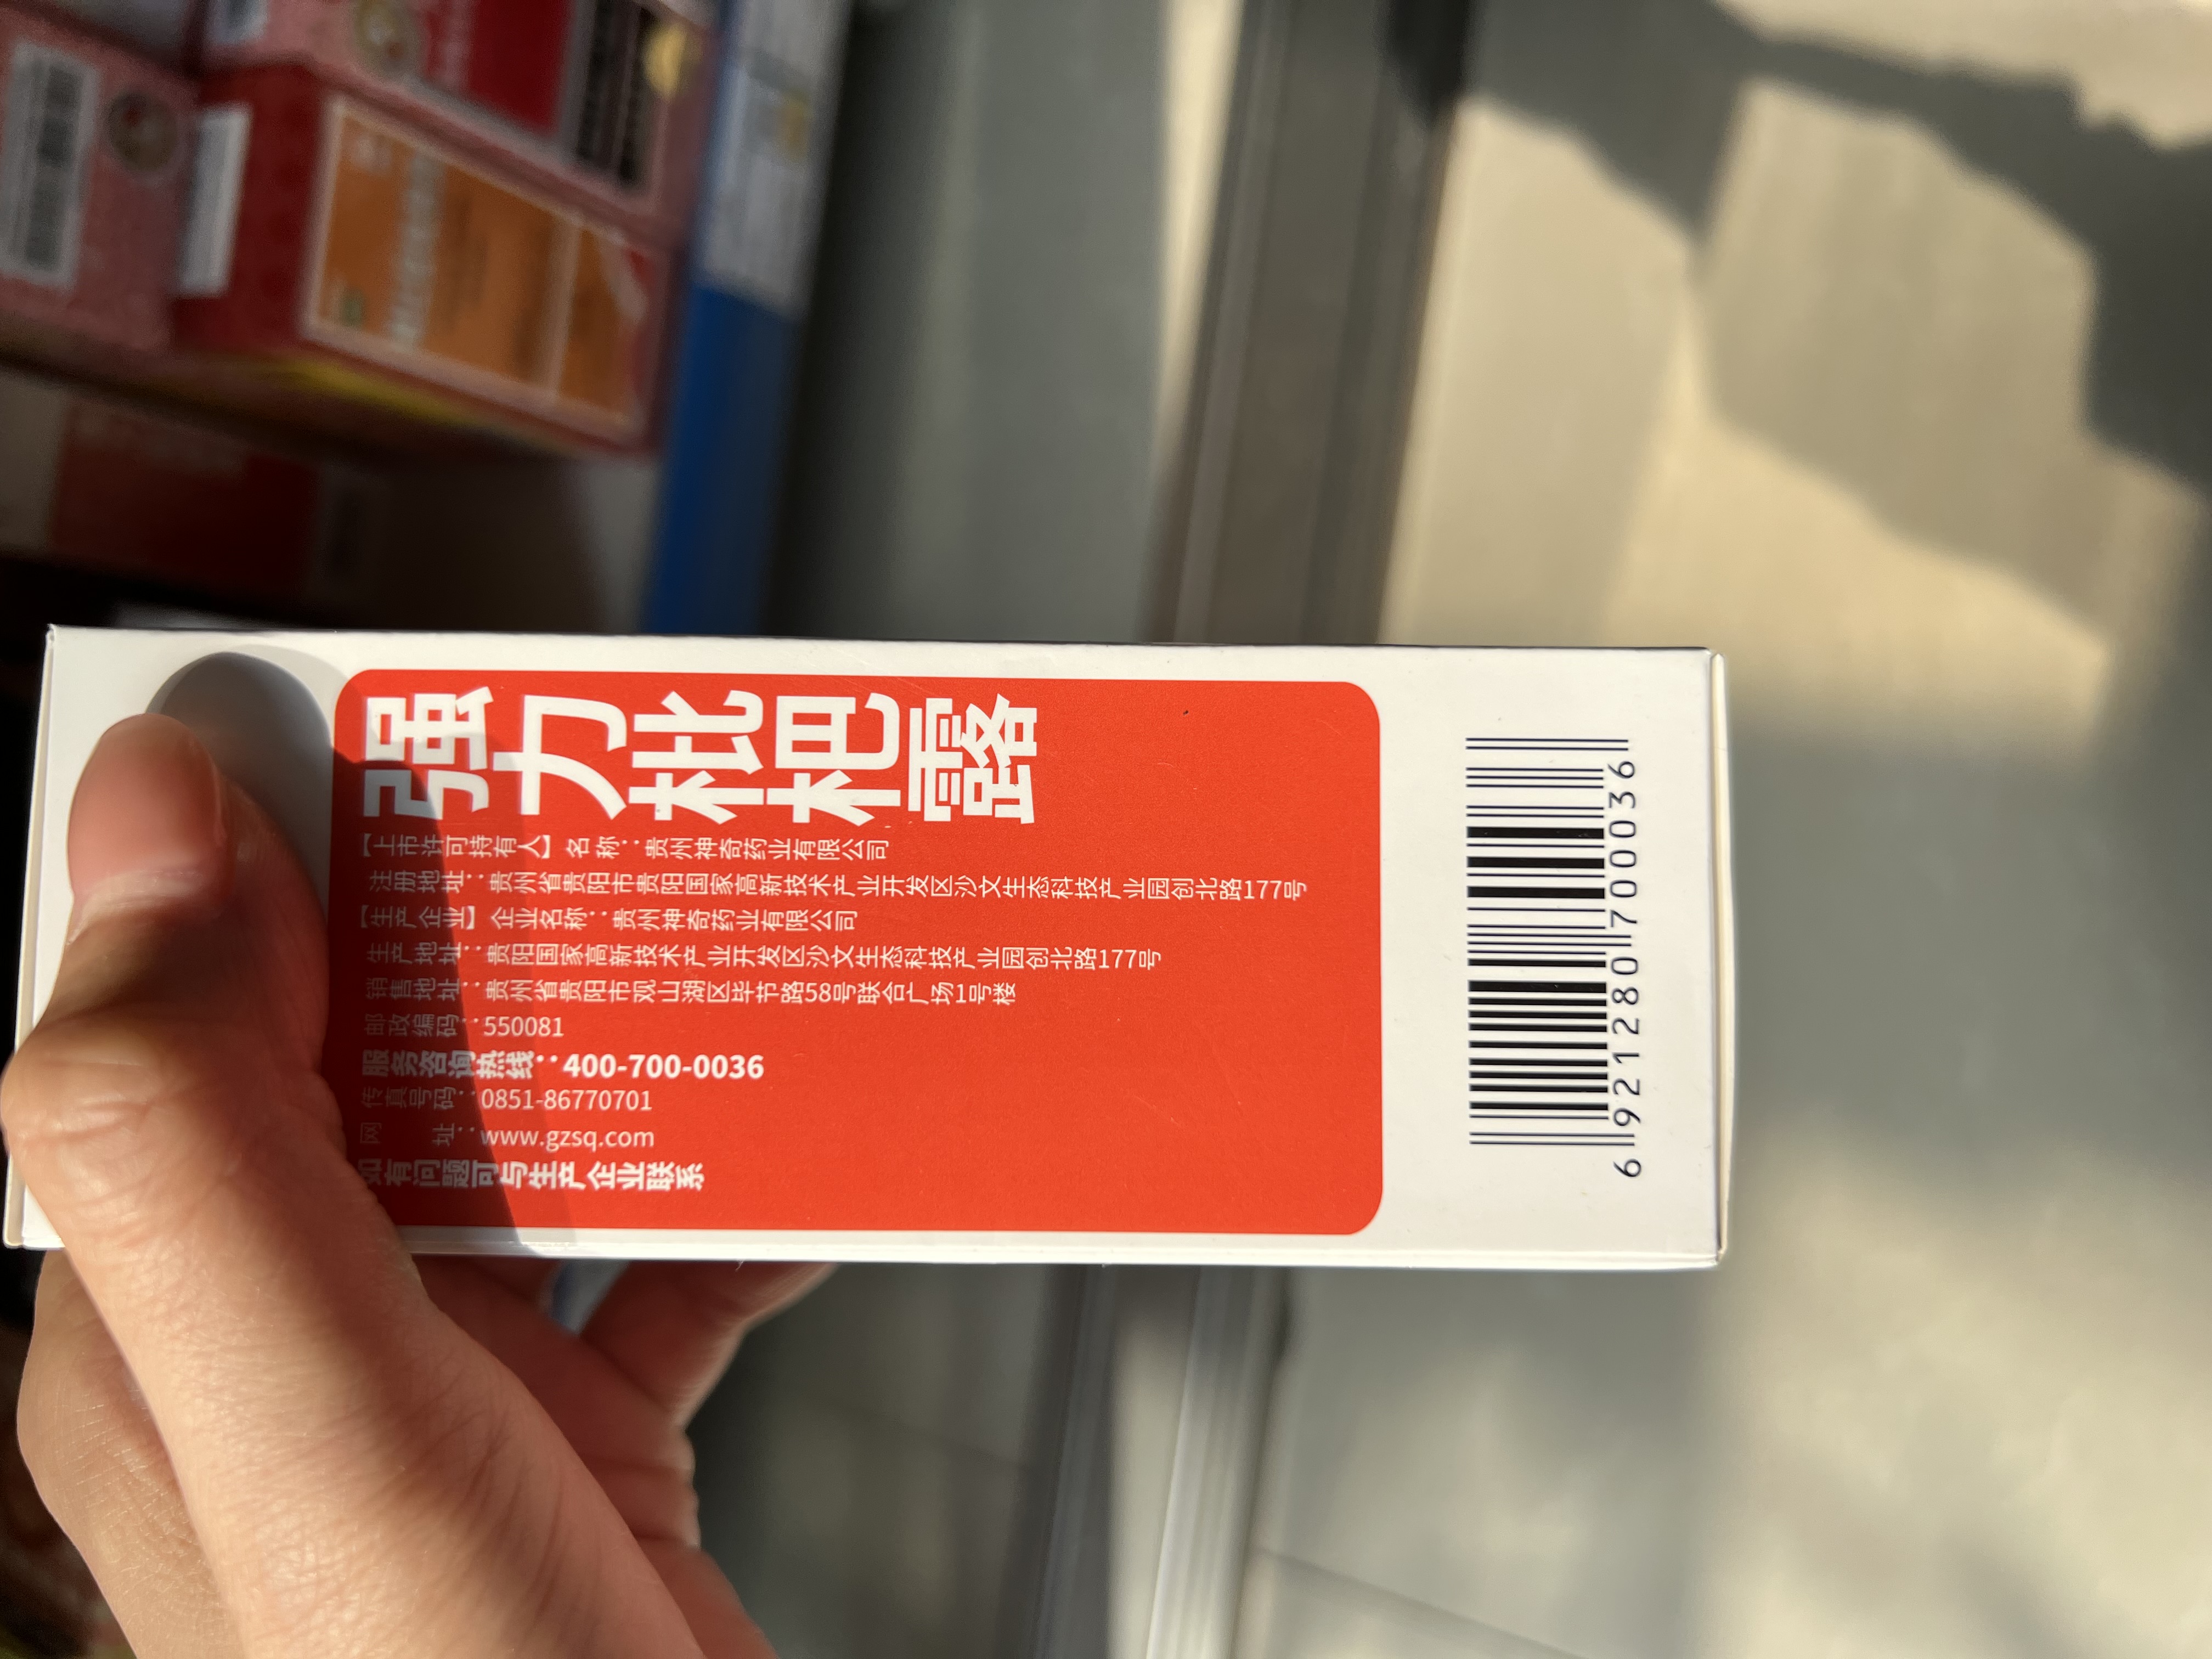 强力枇杷露
【上市许可持有人】名 称：贵州神奇药业有限公司
注册地址：贵州省贵阳市贵阳国家高新技术产业开发区沙文生态科技产业园创北路177号
【生产企业】企业名称：贵州神奇药业有限公司
生产地址：贵阳国家高新技术产业开发区沙文生态科技产业园创北路177号
销售地址：贵州省贵阳市观山湖区毕节路58号联合广场1号楼
邮政编码：550081
服务咨询热线：400-700-0036
传真号码：0851-86770701
网 址：www.gzsq.com
如有问题可与生产企业联系
6 921280 700036